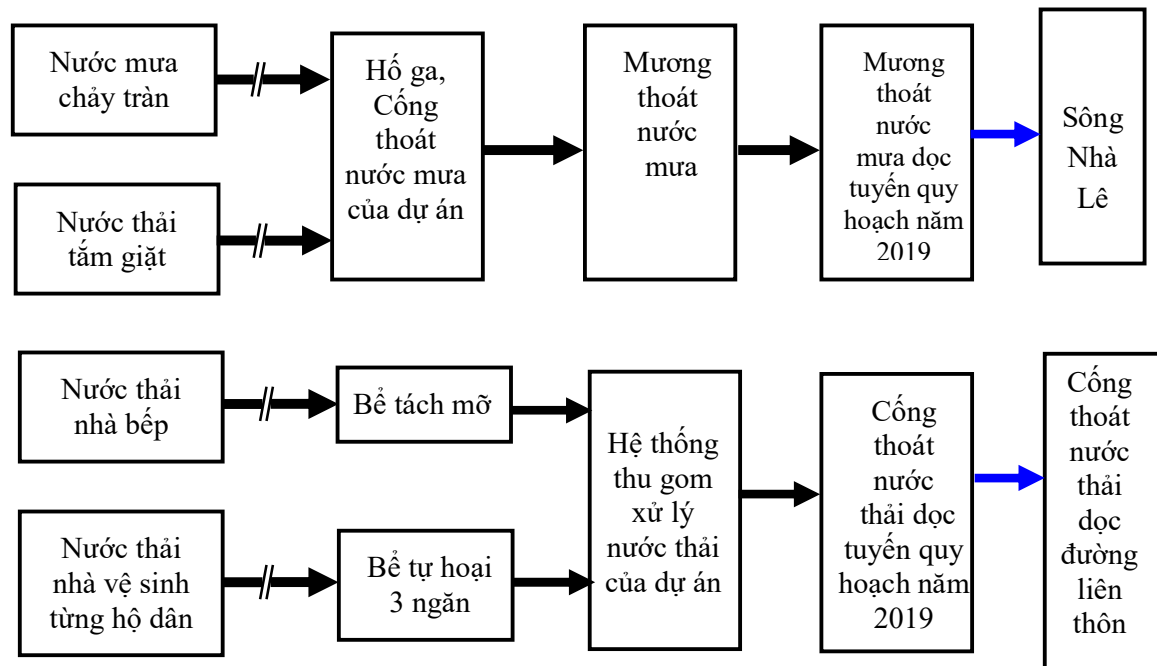 Nước mưa
chảy tràn
Nước thải
tắm giặt
Hố ga,
Cống
thoát
nước mưa
của dự án
Mương
thoát
nước
mưa
Mương
thoát
nước
mưa dọc
tuyến quy
hoạch năm
2019
Sông
Nhà
Lê
Nước thải
nhà bếp
Bể tách mỡ
Nước thải
nhà vệ sinh
từng hộ dân
Bể tự hoại
3 ngăn
Hệ thống
thu gom
xử lý
nước thải
của dự án
Cống
thoát
nước
thải dọc
tuyến quy
hoạch năm
2019
Cống
thoát
nước
thải
dọc
đường
liên
thôn